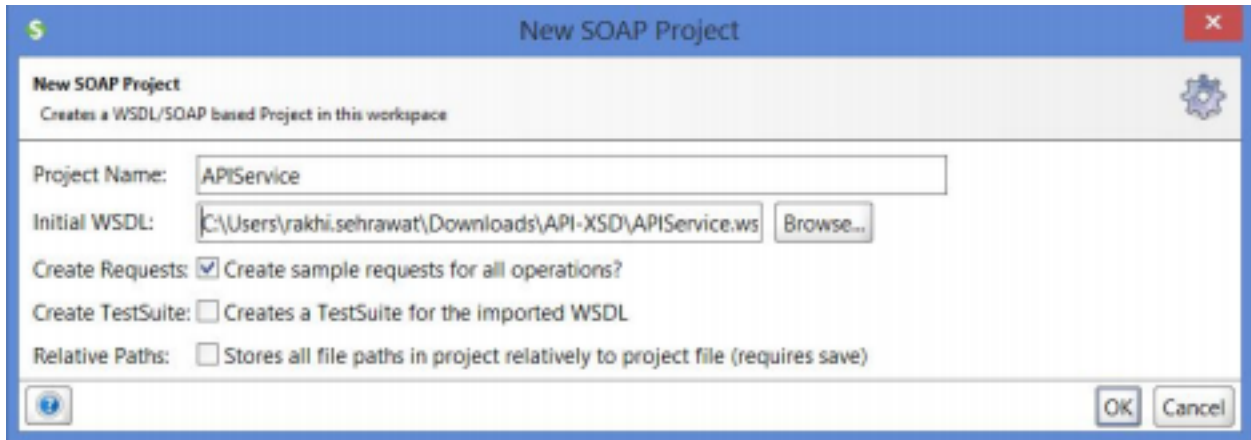 New SOAP Project
New SOAP Project
Creates a WSDL/SOAP based Project in this workspace
Project Name: APIService
Initial WSDL: C:\Users\rakhi.sehrawat\Downloads\API-XSD\APIService.ws Browse...
Create Requests: Create sample requests for all operations?
Create TestSuite: Creates a TestSuite for the imported WSDL
Relative Paths: Stores all file paths in project relatively to project file (requires save)
OK Cancel